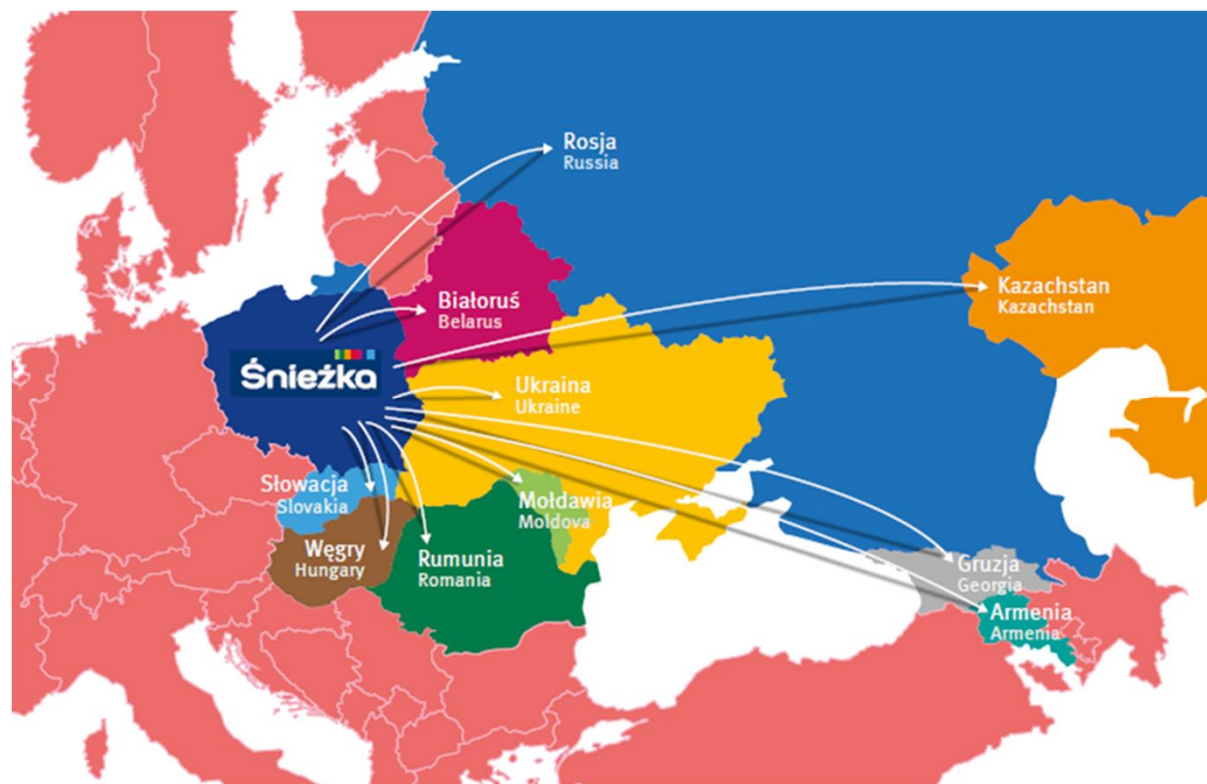 Rosja
Russia
Kazachstan
Kazachstan
Białoruś
Belarus
Śnieżka
Ukraina
Ukraine
Słowacja
Slovakia
Mołdawia
Moldova
Węgry
Hungary
Rumunia
Romania
Gruzja
Georgia
Armenia
Armenia